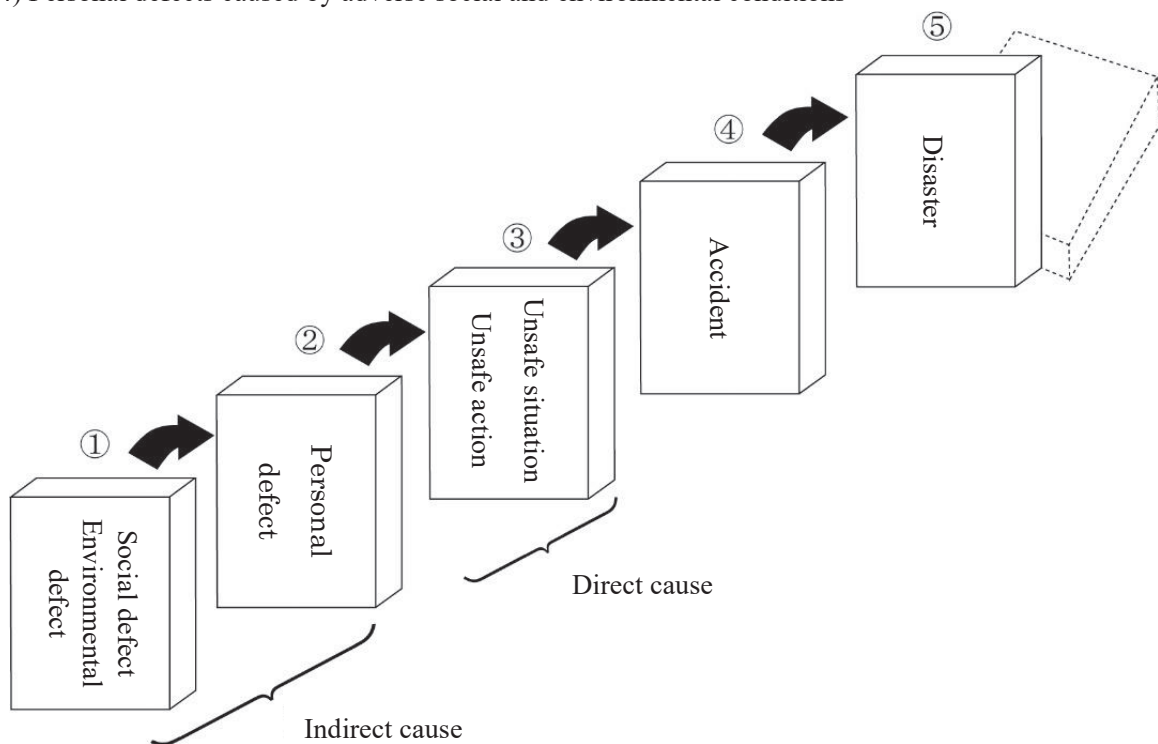 Personal defects caused by adverse social and environmental conditions
⑤
Disaster
④
Accident
③
Unsafe situation
Unsafe action
②
Personal
defect
①
Social defect
Environmental
defect
Direct cause
Indirect cause